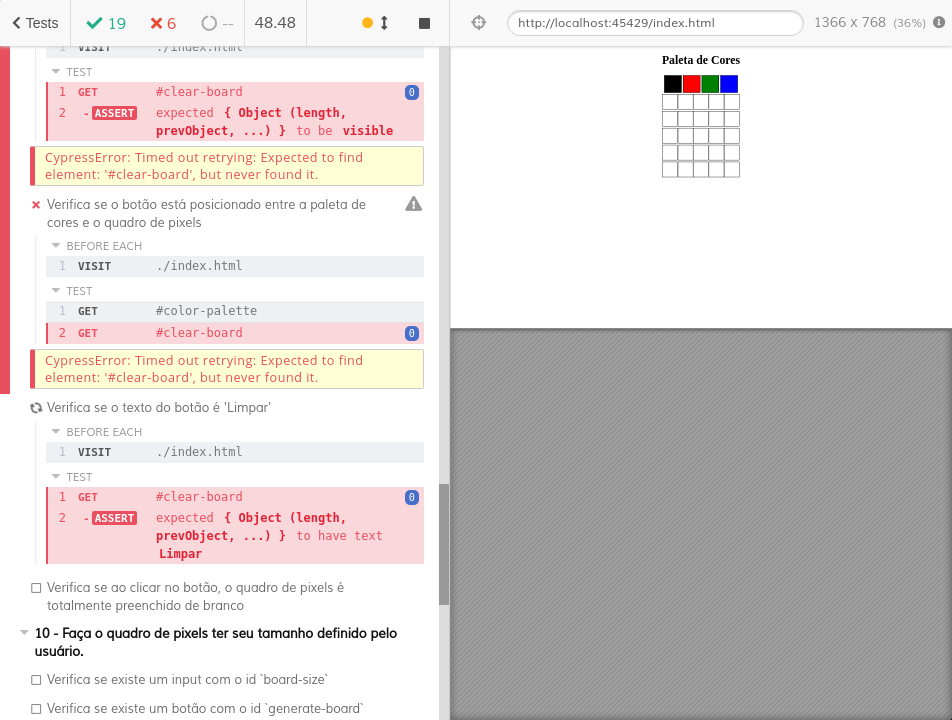 Tests 19 6 -- 48.48 http://localhost:45429/index.html 1366 x 768 (36%)
1 VISIT ./index.html
TEST
1 GET #clear-board 0
2 -ASSERT expected { Object (length,
prevObject, ...) } to be visible
CypressError: Timed out retrying: Expected to find
element: '#clear-board', but never found it.
Verifica se o botão está posicionado entre a paleta de
cores e o quadro de pixels
BEFORE EACH
1 VISIT ./index.html
TEST
1 GET #color-palette
2 GET #clear-board 0
CypressError: Timed out retrying: Expected to find
element: '#clear-board', but never found it.
Verifica se o texto do botão é 'Limpar'
BEFORE EACH
1 VISIT ./index.html
TEST
1 GET #clear-board 0
2 -ASSERT expected { Object (length,
prevObject, ...) } to have text
Limpar
Verifica se ao clicar no botão, o quadro de pixels é
totalmente preenchido de branco
10 - Faça o quadro de pixels ter seu tamanho definido pelo
usuário.
Verifica se existe um input com o id `board-size`
Verifica se existe um botão com o id `generate-board`
Paleta de Cores